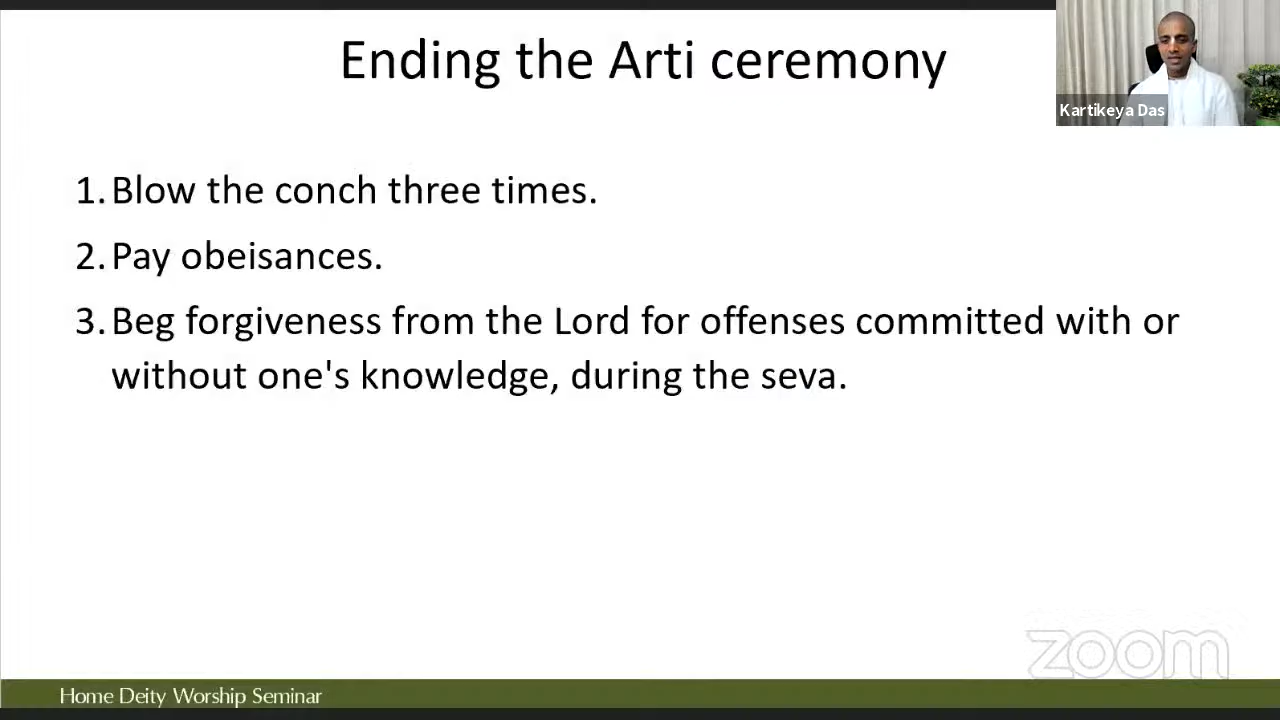 Ending the Arti ceremony
Kartikeya Das
1. Blow the conch three times.
2. Pay obeisances.
3. Beg forgiveness from the Lord for offenses committed with or
without one's knowledge, during the seva.
zoom
Home Deity Worship Seminar